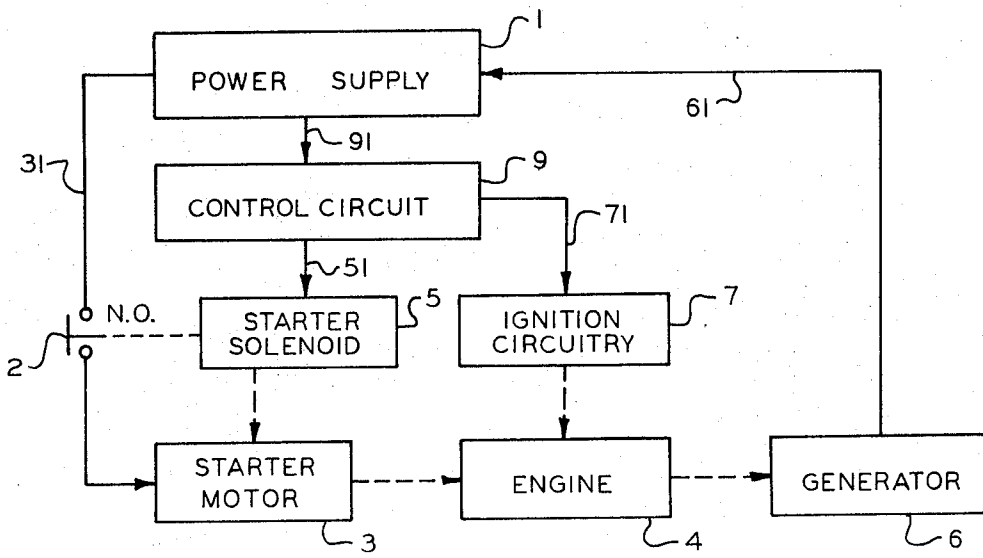 1
POWER SUPPLY
61
91
31
9
CONTROL CIRCUIT
71
51
N.O.
5
7
STARTER
SOLENOID
IGNITION
CIRCUITRY
2
STARTER
MOTOR
ENGINE
GENERATOR
3
4
6